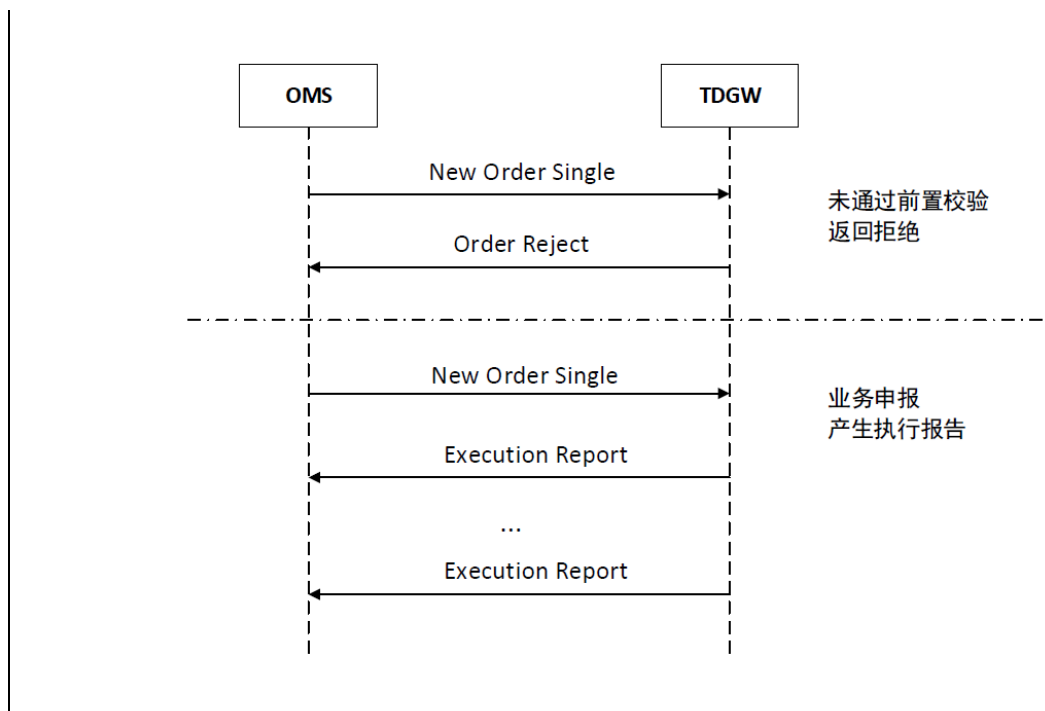 OMS
TDGW
New Order Single
未通过前置校验
返回拒绝
Order Reject
New Order Single
业务申报
产生执行报告
Execution Report
...
Execution Report